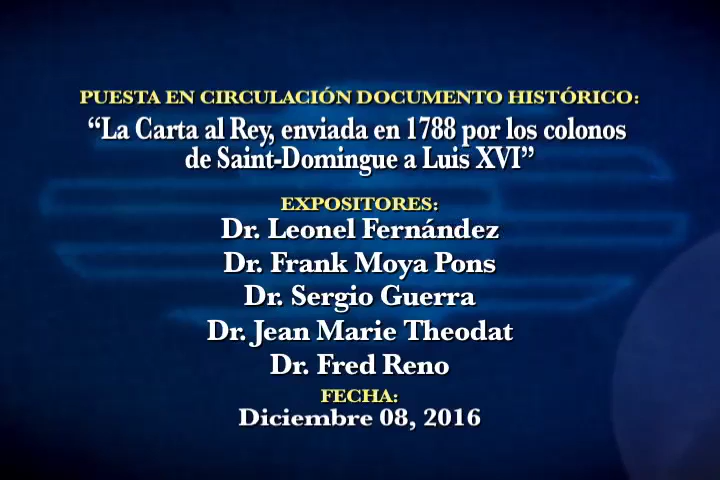 PUESTA EN CIRCULACIÓN DOCUMENTO HISTÓRICO:
“La Carta al Rey, enviada en 1788 por los colonos
de Saint-Domingue a Luis XVI”
EXPOSITORES:
Dr. Leonel Fernández
Dr. Frank Moya Pons
Dr. Sergio Guerra
Dr. Jean Marie Theodat
Dr. Fred Reno
FECHA:
Diciembre 08, 2016